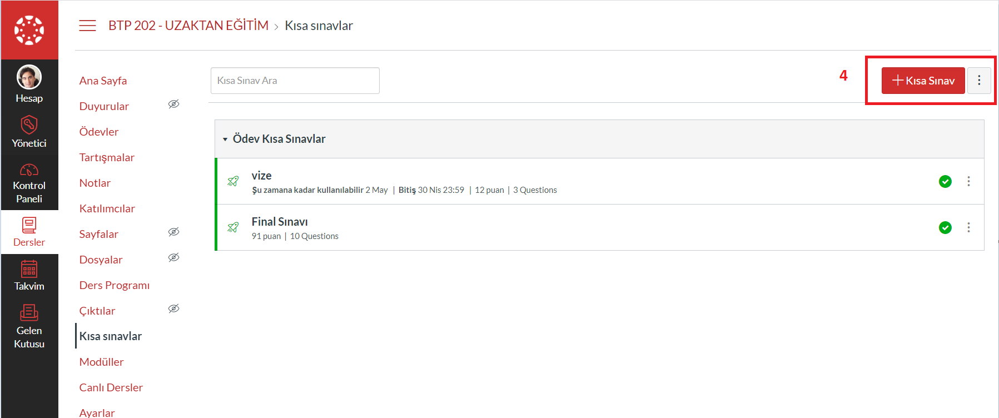 BTP 202 - UZAKTAN EĞİTİM > Kısa sınavlar
Hesap
Yönetici
Kontrol
Paneli
Dersler
Takvim
Gelen
Kutusu
Ana Sayfa
Duyurular
Ödevler
Tartışmalar
Notlar
Katılımcılar
Sayfalar
Dosyalar
Ders Programı
Çıktılar
Kısa sınavlar
Modüller
Canlı Dersler
Ayarlar
Kısa Sınav Ara
4
+Kısa Sınav
Ödev Kısa Sınavlar
vize
Şu zamana kadar kullanılabilir 2 May | Bitiş 30 Nis 23:59 | 12 puan | 3 Questions
Final Sınavı
91 puan | 10 Questions